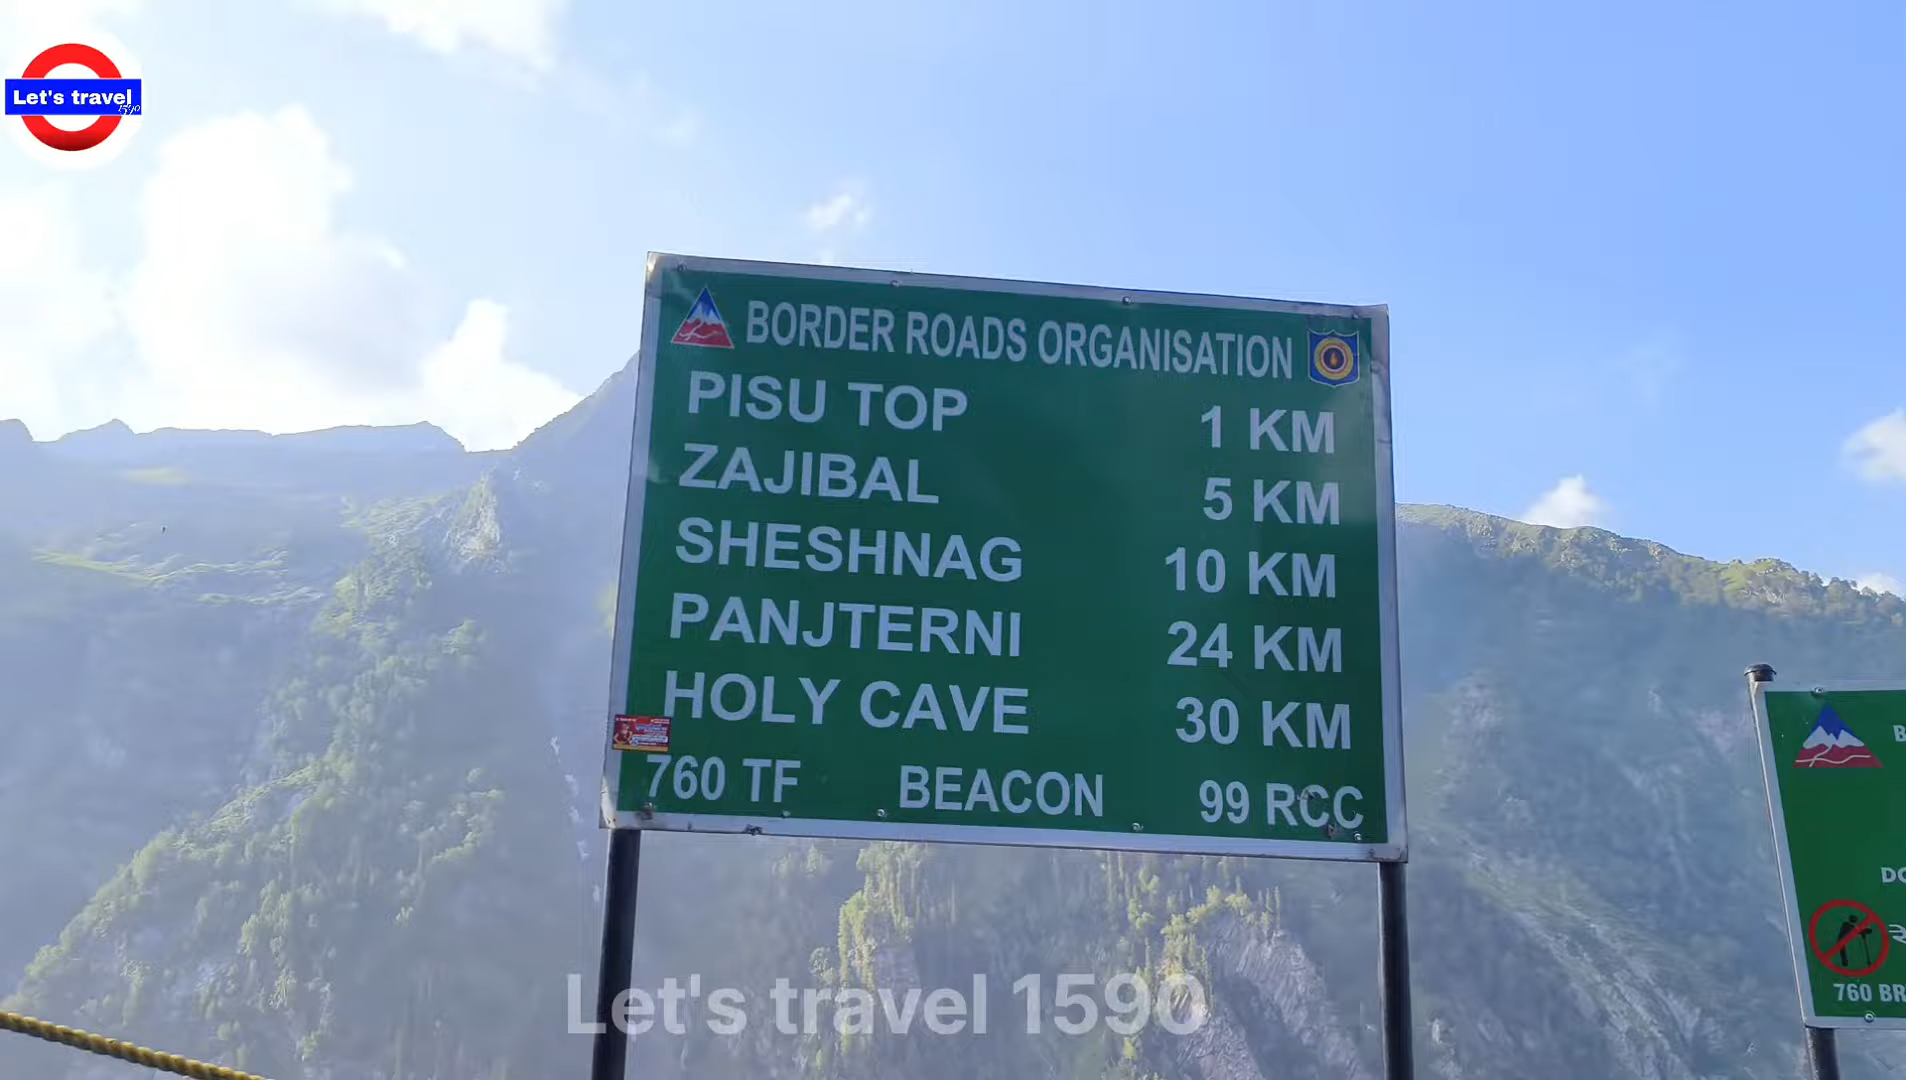 Let's travel
1590
BORDER ROADS ORGANISATION
PISU TOP 1 KM
ZAJIBAL 5 KM
SHESHNAG 10 KM
PANJTERNI 24 KM
HOLY CAVE 30 KM
760 TF BEACON 99 RCC
760 BR
Let's travel 1590